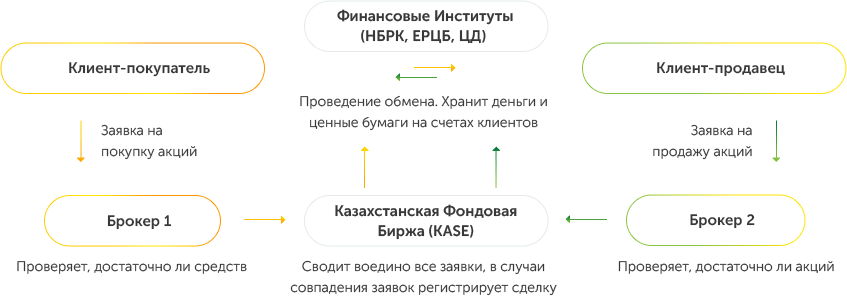 Финансовые Институты
(НБРК, ЕРЦБ, ЦД)
Клиент-покупатель
Клиент-продавец
Проведение обмена. Хранит деньги и
ценные бумаги на счетах клиентов
Заявка на
покупку акций
Заявка на
продажу акций
Брокер 1
Казахстанская Фондовая
Биржа (KASE)
Брокер 2
Проверяет, достаточно ли средств
Сводит воедино все заявки, в случаи
совпадения заявок регистрирует сделку
Проверяет, достаточно ли акций